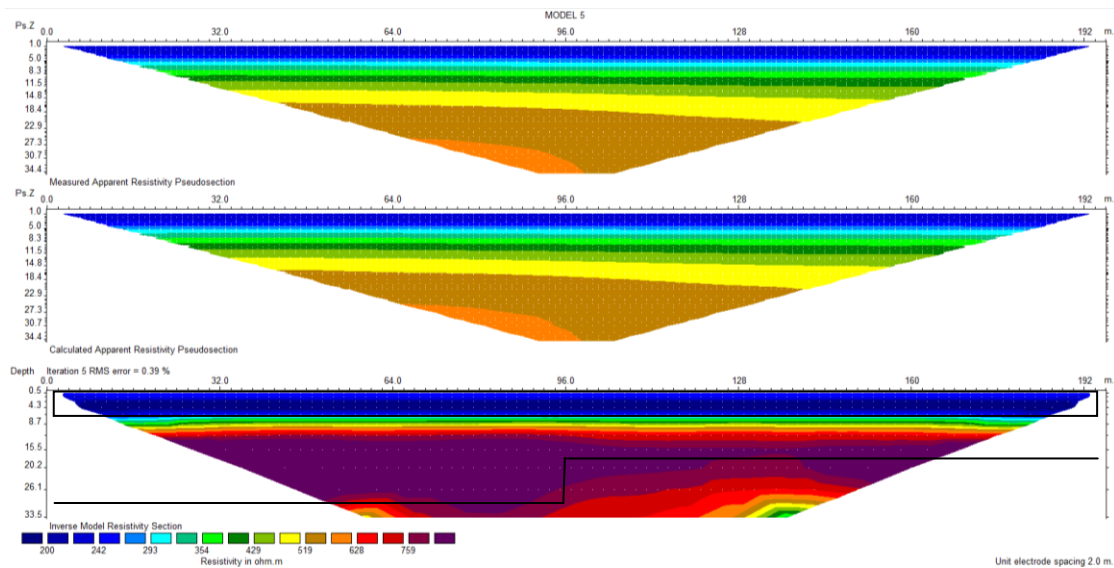 MODEL 5
Ps.Z 0.0 32.0 64.0 96.0 128 160 192 m.
1.0
5.0
8.3
11.5
14.8
18.4
22.9
27.3
30.7
34.4
Measured Apparent Resistivity Pseudosection
Ps.Z 0.0 32.0 64.0 96.0 128 160 192 m.
1.0
5.0
8.3
11.5
14.8
18.4
22.9
27.3
30.7
34.4
Calculated Apparent Resistivity Pseudosection
Depth Iteration 5 RMS error = 0.39 %
0.0 32.0 64.0 96.0 128 160 192 m.
0.5
4.3
8.7
15.5
20.2
26.1
33.5
Inverse Model Resistivity Section
200 242 293 354 429 519 628 759
Resistivity in ohm.m
Unit electrode spacing 2.0 m.